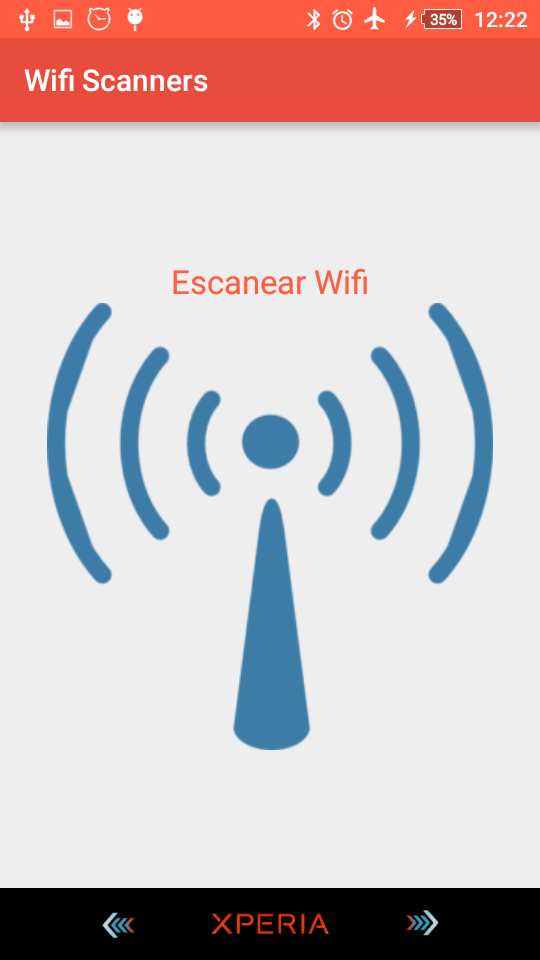 35%
12:22
Wifi Scanners
Escanear Wifi
XPERIA